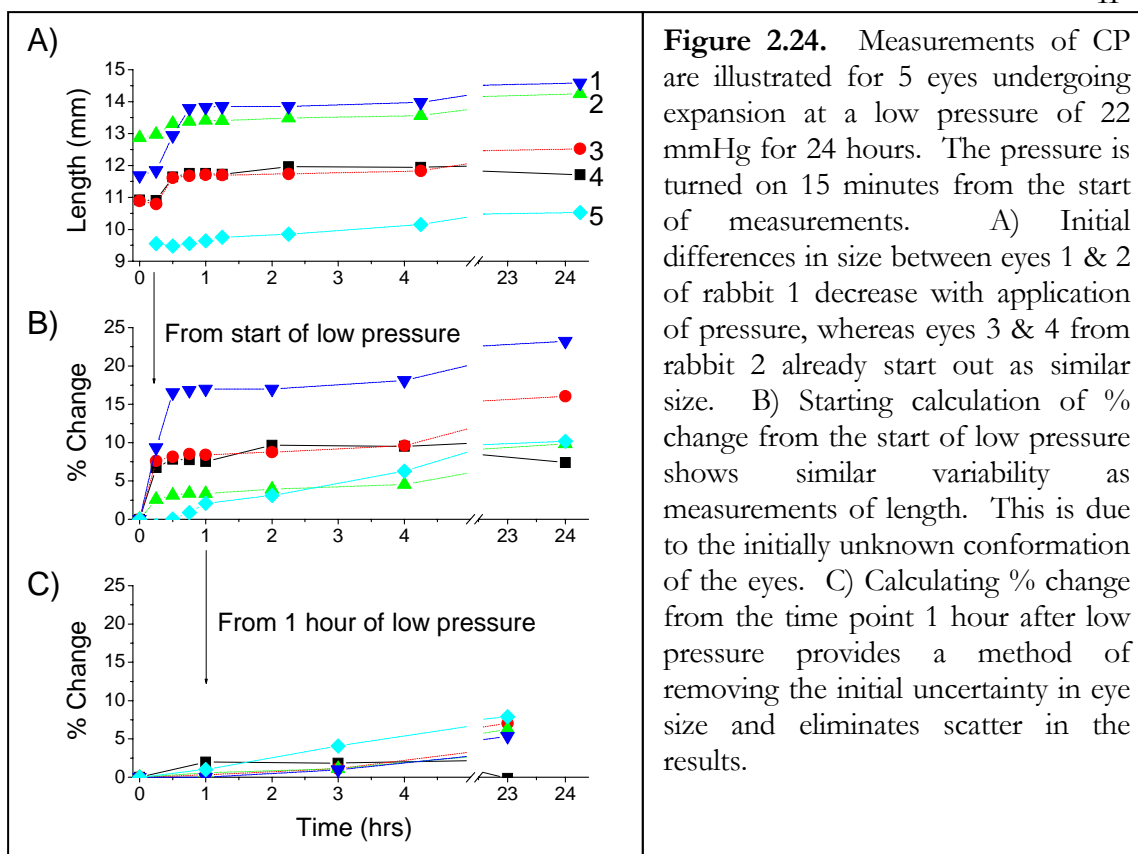 A)
15
14
13
12
11
10
9
Length (mm)
1
2
3
4
5
0 1 2 3 4 23 24
B)
From start of low pressure
25
20
15
10
5
0
% Change
0 1 2 3 4 23 24
C)
From 1 hour of low pressure
25
20
15
10
5
0
% Change
0 1 2 3 4 23 24
Time (hrs)
Figure 2.24. Measurements of CP
are illustrated for 5 eyes undergoing
expansion at a low pressure of 22
mmHg for 24 hours. The pressure is
turned on 15 minutes from the start
of measurements. A) Initial
differences in size between eyes 1 & 2
of rabbit 1 decrease with application
of pressure, whereas eyes 3 & 4 from
rabbit 2 already start out as similar
size. B) Starting calculation of %
change from the start of low pressure
shows similar variability as
measurements of length. This is due
to the initially unknown conformation
of the eyes. C) Calculating % change
from the time point 1 hour after low
pressure provides a method of
removing the initial uncertainty in eye
size and eliminates scatter in the
results.